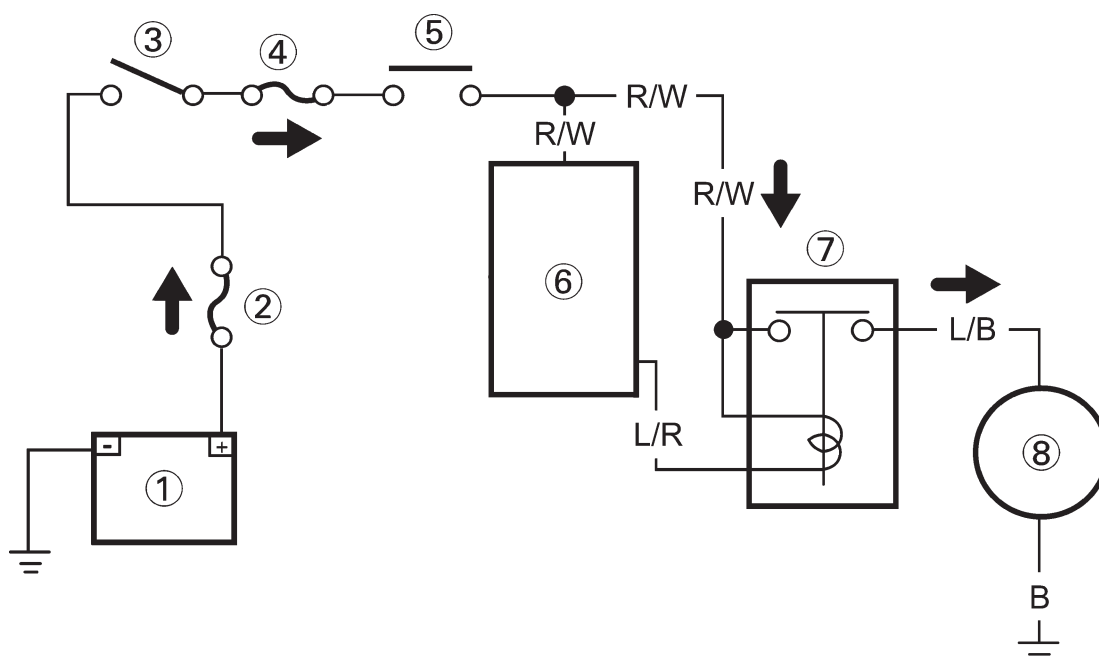 ③
④
⑤
R/W
R/W
R/W
⑦
⑥
②
L/B
- +
①
L/R
⑧
B